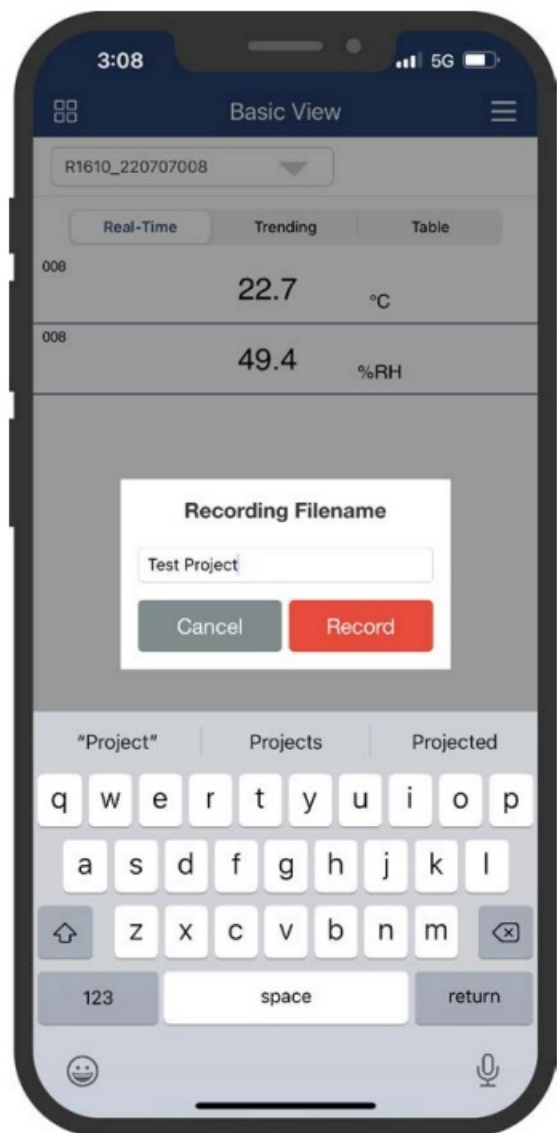 3:08 5G
Basic View
R1610_220707008
Real-Time Trending Table
008
22.7 °C
008
49.4 %RH
Recording Filename
Test Project
Cancel Record
"Project" Projects Projected
q w e r t y u i o p
a s d f g h j k l
z x c v b n m
123 space return